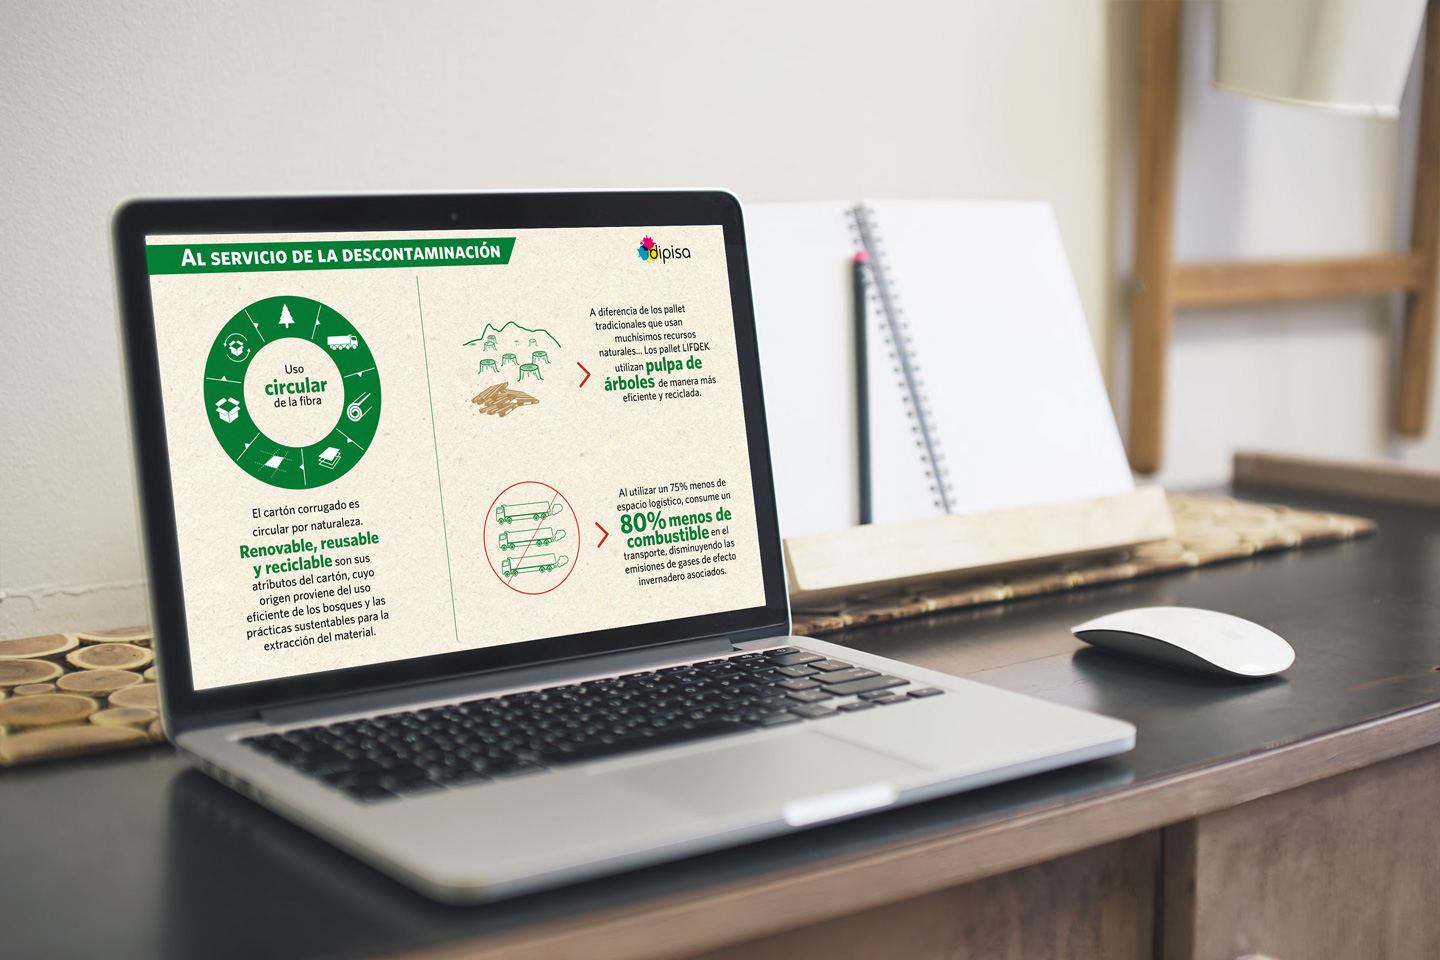 AL SERVICIO DE LA DESCONTAMINACIÓN
dipisa
Uso
circular
de la fibra
El cartón corrugado es
circular por naturaleza.
Renovable, reusable
y reciclable son sus
atributos del cartón, cuyo
origen proviene del uso
eficiente de los bosques y las
prácticas sustentables para la
extracción del material.
A diferencia de los pallet
tradicionales que usan
muchísimos recursos
naturales... Los pallet LIFDEK
utilizan pulpa de
árboles de manera más
eficiente y reciclada.
Al utilizar un 75% menos de
espacio logístico, consume un
80% menos de
combustible en el
transporte, disminuyendo las
emisiones de gases de efecto
invernadero asociados.